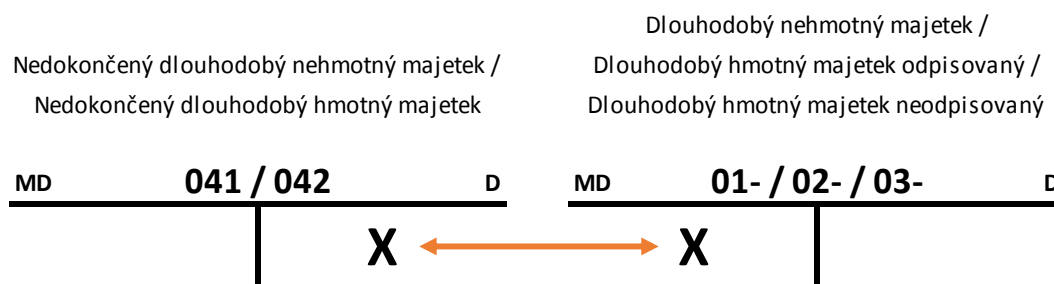 Nedokončený dlouhodobý nehmotný majetek /
Nedokončený dlouhodobý hmotný majetek
Dlouhodobý nehmotný majetek /
Dlouhodobý hmotný majetek odpisovaný /
Dlouhodobý hmotný majetek neodpisovaný
MD 041 / 042 D
MD 01- / 02- / 03- D
X X